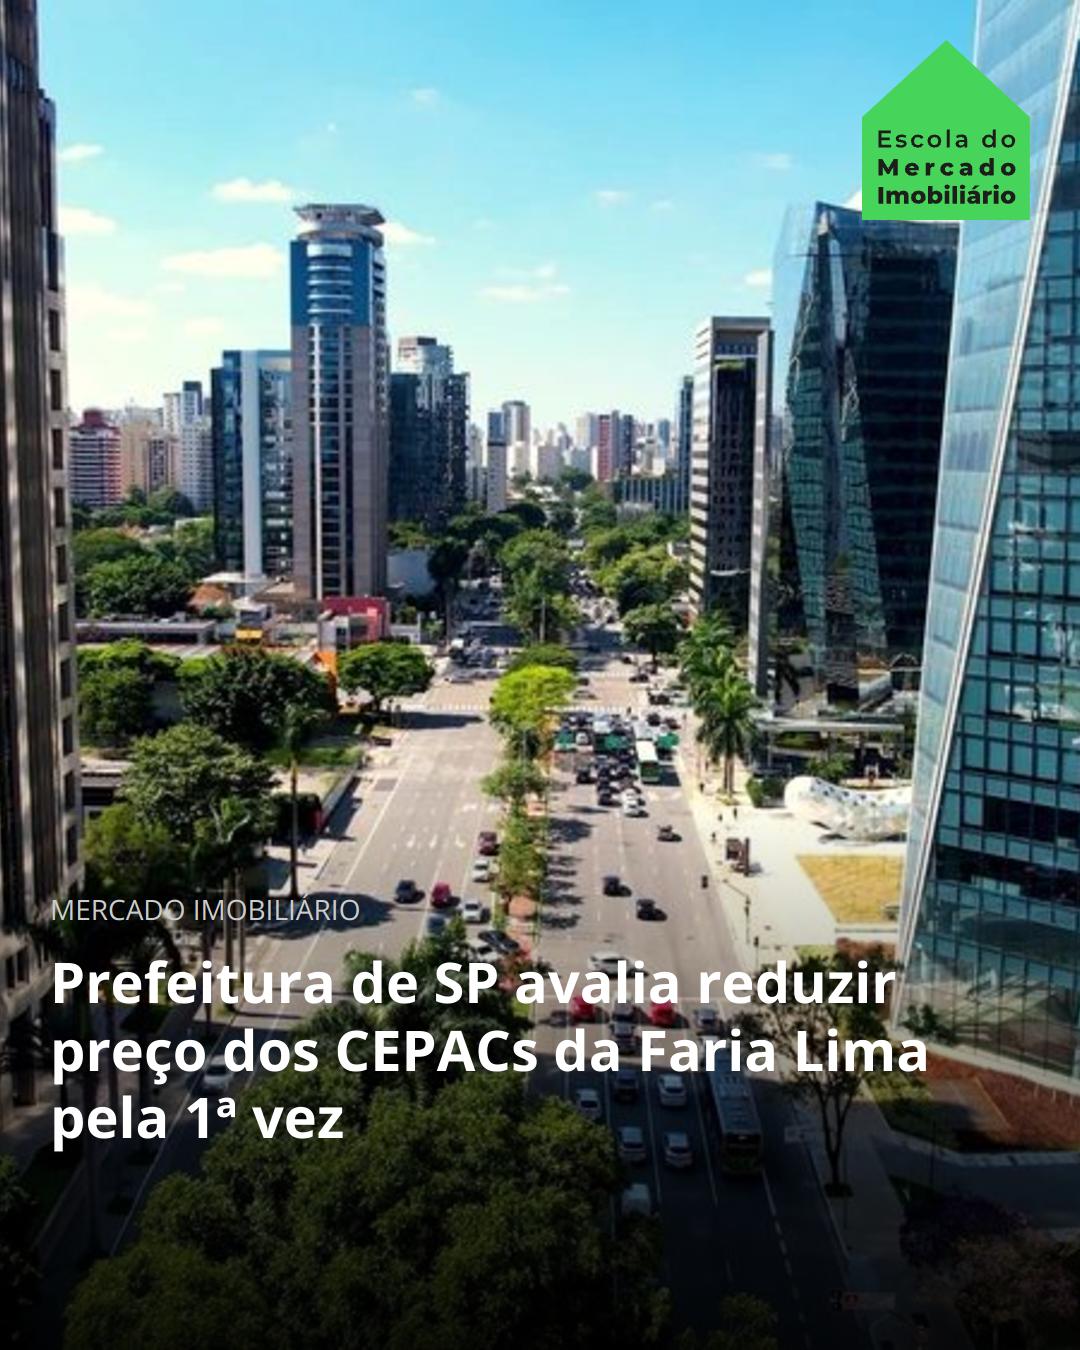 Escola do
Mercado
Imobiliário
MERCADO IMOBILIÁRIO
Prefeitura de SP avalia reduzir
preço dos CEPACs da Faria Lima
pela 1ª vez